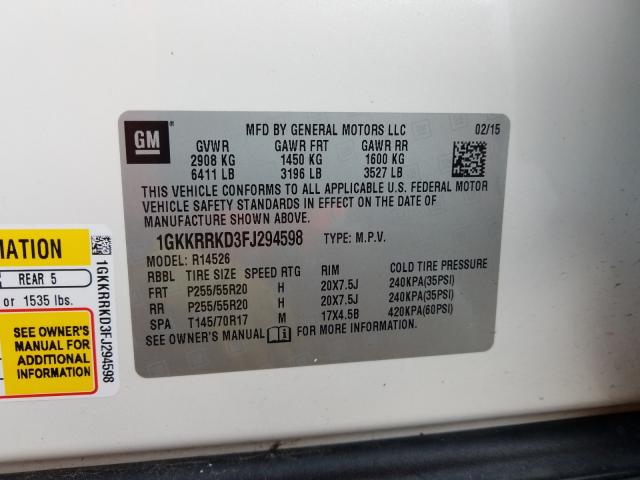 GM
MFD BY GENERAL MOTORS LLC 02/15
GVWR GAWR FRT GAWR RR
2908 KG 1450 KG 1600 KG
6411 LB 3196 LB 3527 LB
THIS VEHICLE CONFORMS TO ALL APPLICABLE U.S. FEDERAL MOTOR
VEHICLE SAFETY STANDARDS IN EFFECT ON THE DATE OF
MANUFACTURE SHOWN ABOVE.
1GKKRRKD3FJ294598 TYPE: M.P.V.
MODEL: R14526
RBBL TIRE SIZE SPEED RTG RIM COLD TIRE PRESSURE
FRT P255/55R20 H 20X7.5J 240KPA(35PSI)
RR P255/55R20 H 20X7.5J 240KPA(35PSI)
SPA T145/70R17 M 17X4.5B 420KPA(60PSI)
SEE OWNER'S MANUAL FOR MORE INFORMATION.
MATION
REAR 5
or 1535 lbs.
SEE OWNER'S
MANUAL FOR
ADDITIONAL
INFORMATION
1GKKRRKD3FJ294598